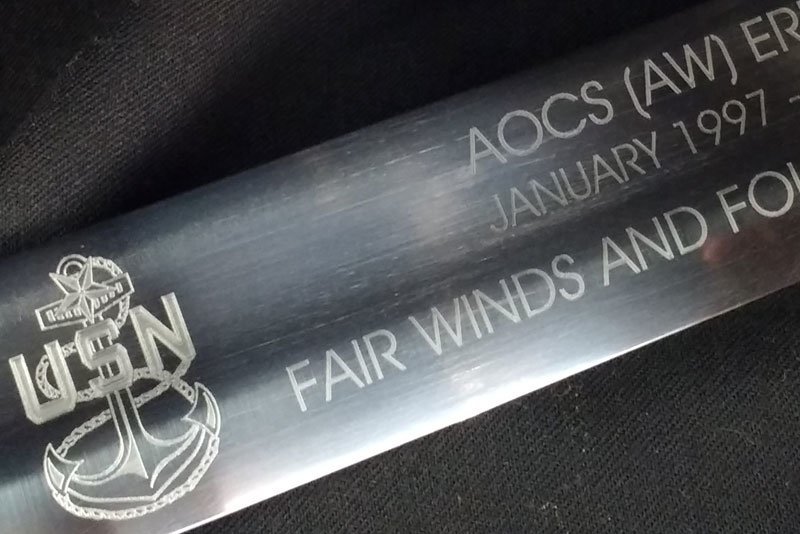 AOCS (AW)
JANUARY 1997 -
FAIR WINDS AND
USN